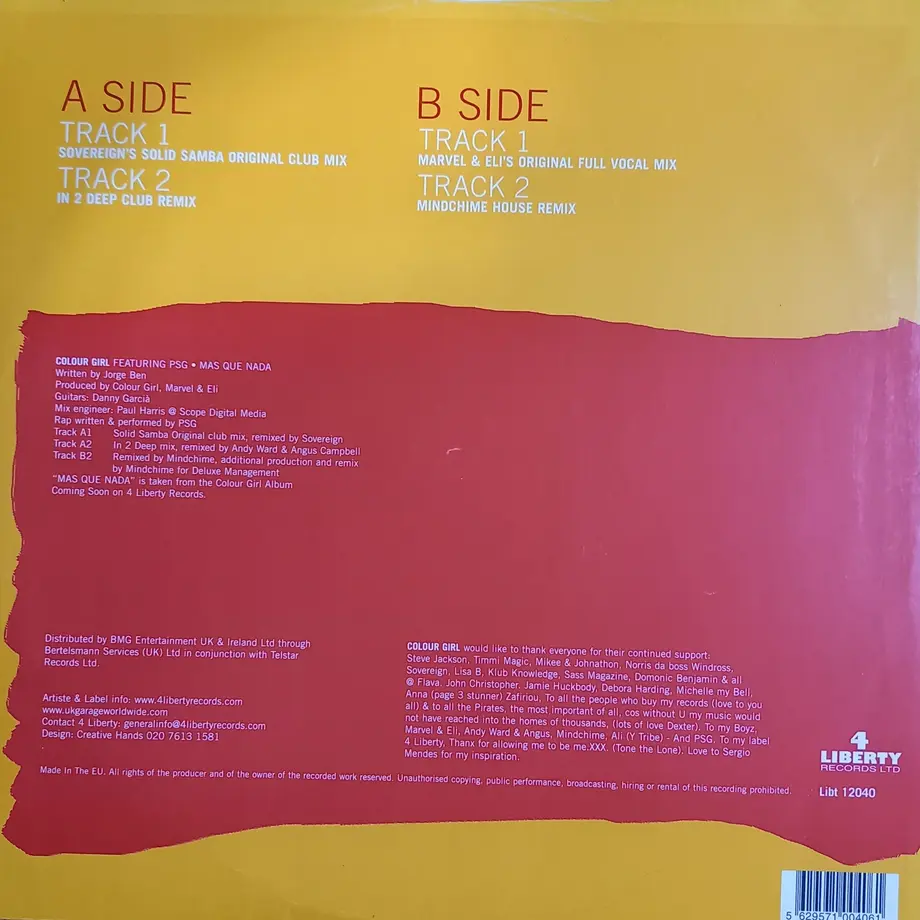 A SIDE
TRACK 1
SOVEREIGN'S SOLID SAMBA ORIGINAL CLUB MIX
TRACK 2
IN 2 DEEP CLUB REMIX
B SIDE
TRACK 1
MARVEL & ELI'S ORIGINAL FULL VOCAL MIX
TRACK 2
MINDCHIME HOUSE REMIX
COLOUR GIRL FEATURING PSG • MAS QUE NADA
Written by Jorge Ben
Produced by Colour Girl, Marvel & Eli
Guitars: Danny Garcià
Mix engineer: Paul Harris @ Scope Digital Media
Rap written & performed by PSG
Track A1 Solid Samba Original club mix, remixed by Sovereign
Track A2 In 2 Deep mix, remixed by Andy Ward & Angus Campbell
Track B2 Remixed by Mindchime, additional production and remix
by Mindchime for Deluxe Management
"MAS QUE NADA" is taken from the Colour Girl Album
Coming Soon on 4 Liberty Records.
Distributed by BMG Entertainment UK & Ireland Ltd through
Bertelsmann Services (UK) Ltd in conjunction with Telstar
Records Ltd.
Artiste & Label info: www.4libertyrecords.com
www.ukgarageworldwide.com
Contact 4 Liberty: generalinfo@4libertyrecords.com
Design: Creative Hands 020 7613 1581
COLOUR GIRL would like to thank everyone for their continued support:
Steve Jackson, Timmi Magic, Mikee & Johnathon, Norris da boss Windross,
Sovereign, Lisa B, Klub Knowledge, Sass Magazine, Domonic Benjamin & all
@ Flava. John Christopher. Jamie Huckbody, Debora Harding, Michelle my Bell,
Anna (page 3 stunner) Zafiriou, To all the people who buy my records (love to you
all) & to all the Pirates, the most important of all, cos without U my music would
not have reached into the homes of thousands, (lots of love Dexter). To my Boyz,
Marvel & Eli, Andy Ward & Angus, Mindchime, Ali (Y Tribe) - And PSG. To my label
4 Liberty, Thanx for allowing me to be me:XXX. (Tone the Lone). Love to Sergio
Mendes for my inspiration.
Made In The EU. All rights of the producer and of the owner of the recorded work reserved. Unauthorised copying, public performance, broadcasting, hiring or rental of this recording prohibited.
4
LIBERTY
RECORDS LTD
Libt 12040
5 629571 004061